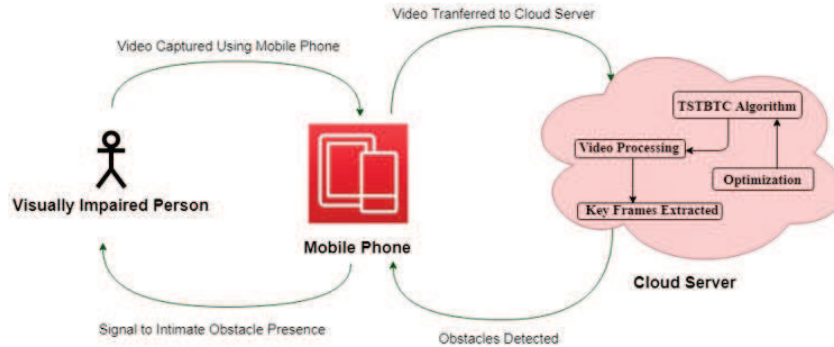 Video Tranferred to Cloud Server
Video Captured Using Mobile Phone
TSTBTC Algorithm
Video Processing
Optimization
Visually Impaired Person
Key Frames Extracted
Mobile Phone
Cloud Server
Signal to Intimate Obstacle Presence
Obstacles Detected